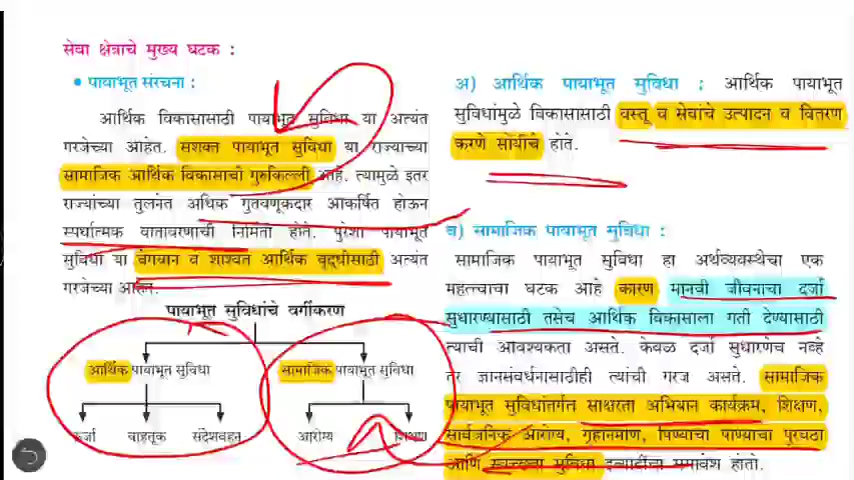 सेवा क्षेत्राचे मुख्य घटक :
• पायाभूत संरचना :
आर्थिक विकासासाठी पायाभूत सुविधा या अत्यंत
गरजेच्या आहेत. सशक्त पायाभूत सुविधा या राज्याच्या
सामाजिक आर्थिक विकासाची गुरुकिल्ली आहे. त्यामुळे इतर
राज्यांच्या तुलनेत अधिक गुंतवणूकदार आकर्षित होऊन
स्पर्धात्मक वातावरणाची निर्मिती होते. पुरेशा पायाभूत
सुविधा या वेगवान व शाश्वत आर्थिक वृद्धीसाठी अत्यंत
गरजेच्या आहेत.
पायाभूत सुविधांचे वर्गीकरण
आर्थिक पायाभूत सुविधा
सामाजिक पायाभूत सुविधा
ऊर्जा वाहतूक संदेशवहन
आरोग्य शिक्षण
अ) आर्थिक पायाभूत सुविधा : आर्थिक पायाभूत
सुविधांमुळे विकासासाठी वस्तू व सेवांचे उत्पादन व वितरण
करणे सोयीचे होते.
ब) सामाजिक पायाभूत सुविधा :
सामाजिक पायाभूत सुविधा हा अर्थव्यवस्थेचा एक
महत्त्वाचा घटक आहे कारण मानवी जीवनाचा दर्जा
सुधारण्यासाठी तसेच आर्थिक विकासाला गती देण्यासाठी
त्याची आवश्यकता असते. केवळ दर्जा सुधारणेच नव्हे
तर ज्ञानसंवर्धनासाठीही त्यांची गरज असते. सामाजिक
पायाभूत सुविधांतर्गत साक्षरता अभियान कार्यक्रम, शिक्षण,
सार्वजनिक आरोग्य, गृहनिर्माण, पिण्याचा पाण्याचा पुरवठा
आणि स्वच्छता सुविधा इत्यादींचा समावेश होतो.